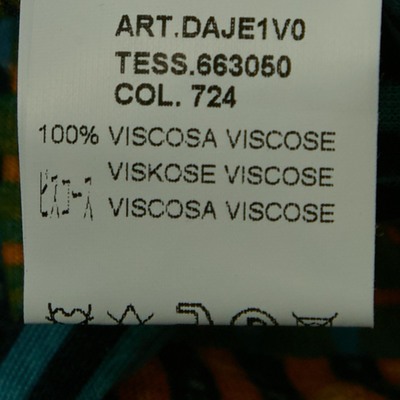 ART.DAJE1V0
TESS.663050
COL. 724
100% VISCOSA VISCOSE
VISKOSE VISCOSE
VISCOSA VISCOSE